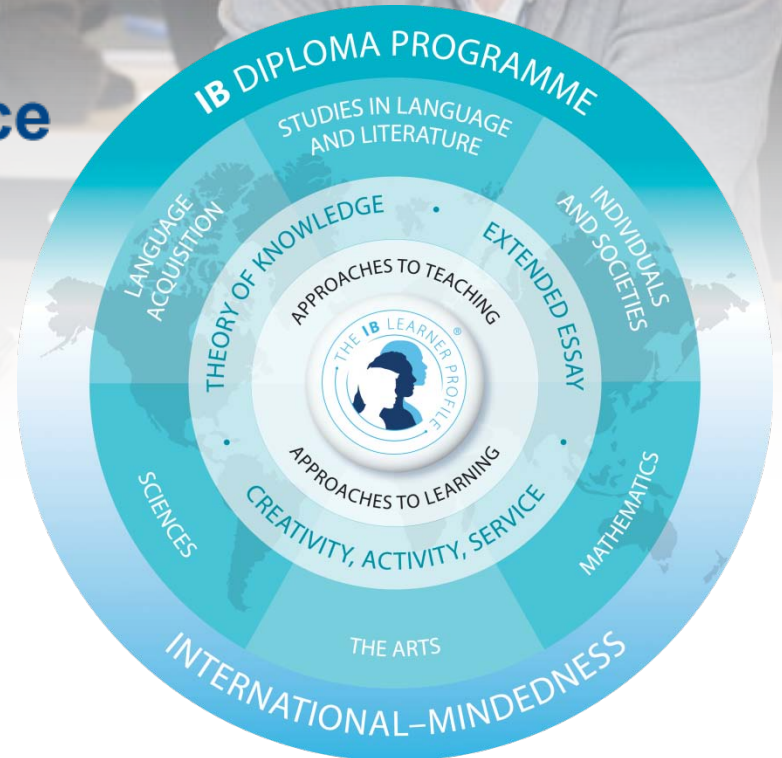 ce
IB DIPLOMA PROGRAMME
STUDIES IN LANGUAGE
AND LITERATURE
LANGUAGE
ACQUISITION
INDIVIDUALS
AND SOCIETIES
THEORY OF KNOWLEDGE
•
EXTENDED ESSAY
APPROACHES TO TEACHING
• THE IB LEARNER PROFILE •
®
APPROACHES TO LEARNING
•
CREATIVITY, ACTIVITY, SERVICE
•
SCIENCES
MATHEMATICS
THE ARTS
INTERNATIONAL–MINDEDNESS